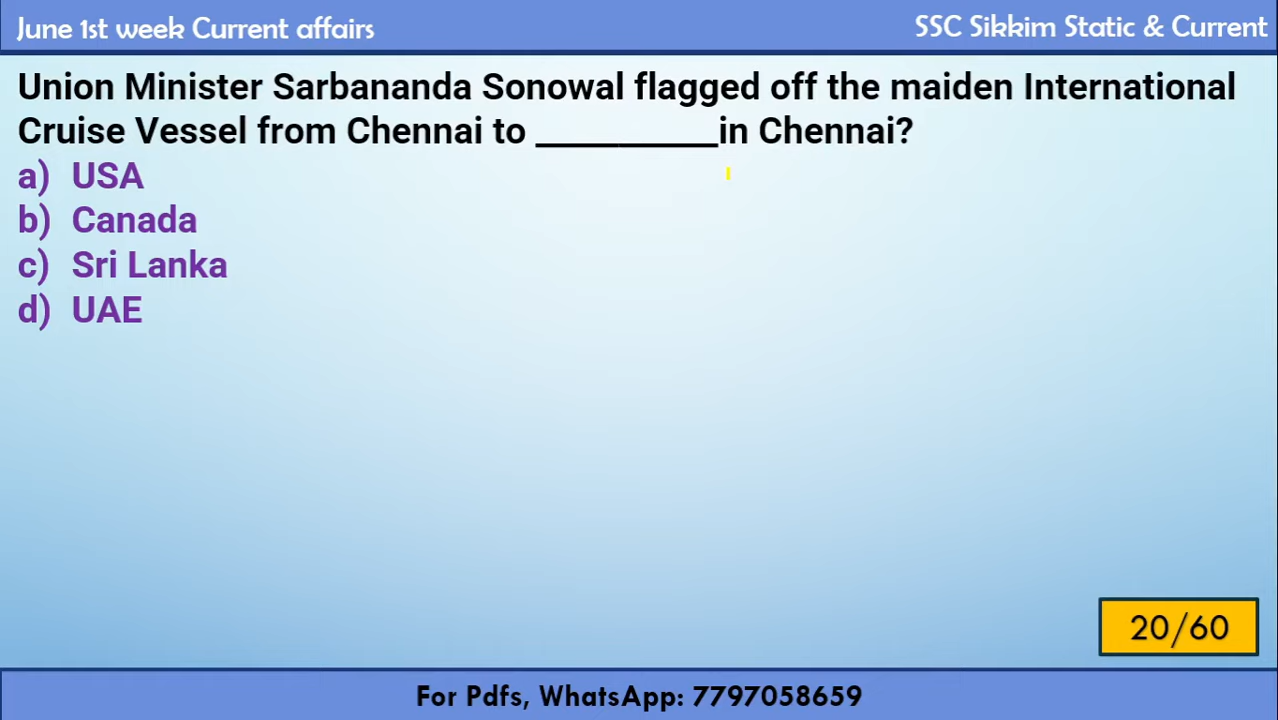 June 1st week Current affairs
SSC Sikkim Static & Current
Union Minister Sarbananda Sonowal flagged off the maiden International
Cruise Vessel from Chennai to __________in Chennai?
a) USA
b) Canada
c) Sri Lanka
d) UAE
20/60
For Pdfs, WhatsApp: 7797058659